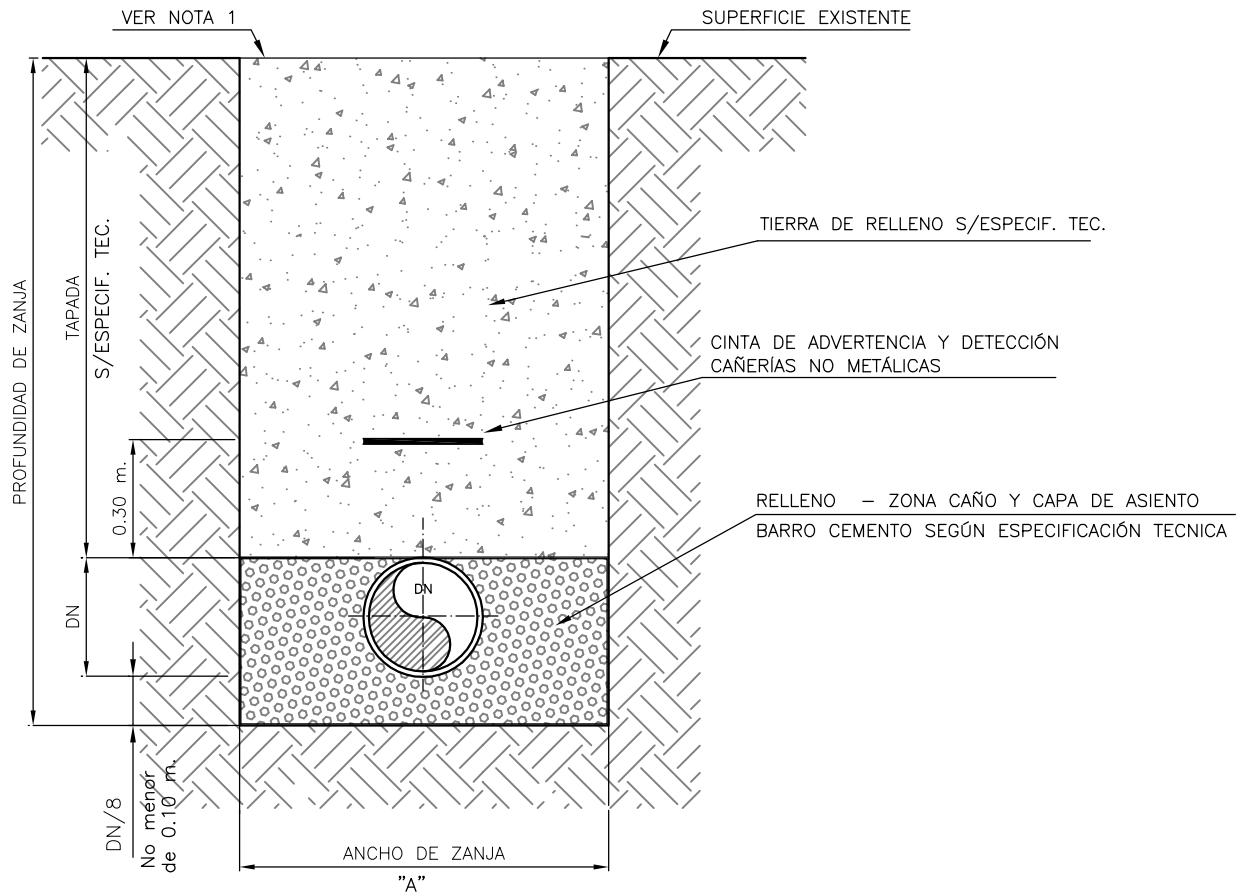 VER NOTA 1
SUPERFICIE EXISTENTE
PROFUNDIDAD DE ZANJA
TAPADA
S/ESPECIF. TEC.
TIERRA DE RELLENO S/ESPECIF. TEC.
CINTA DE ADVERTENCIA Y DETECCIÓN
CAÑERÍAS NO METÁLICAS
0.30 m.
RELLENO – ZONA CAÑO Y CAPA DE ASIENTO
BARRO CEMENTO SEGÚN ESPECIFICACIÓN TECNICA
DN
DN
DN/8
No menor
de 0.10 m.
ANCHO DE ZANJA
"A"